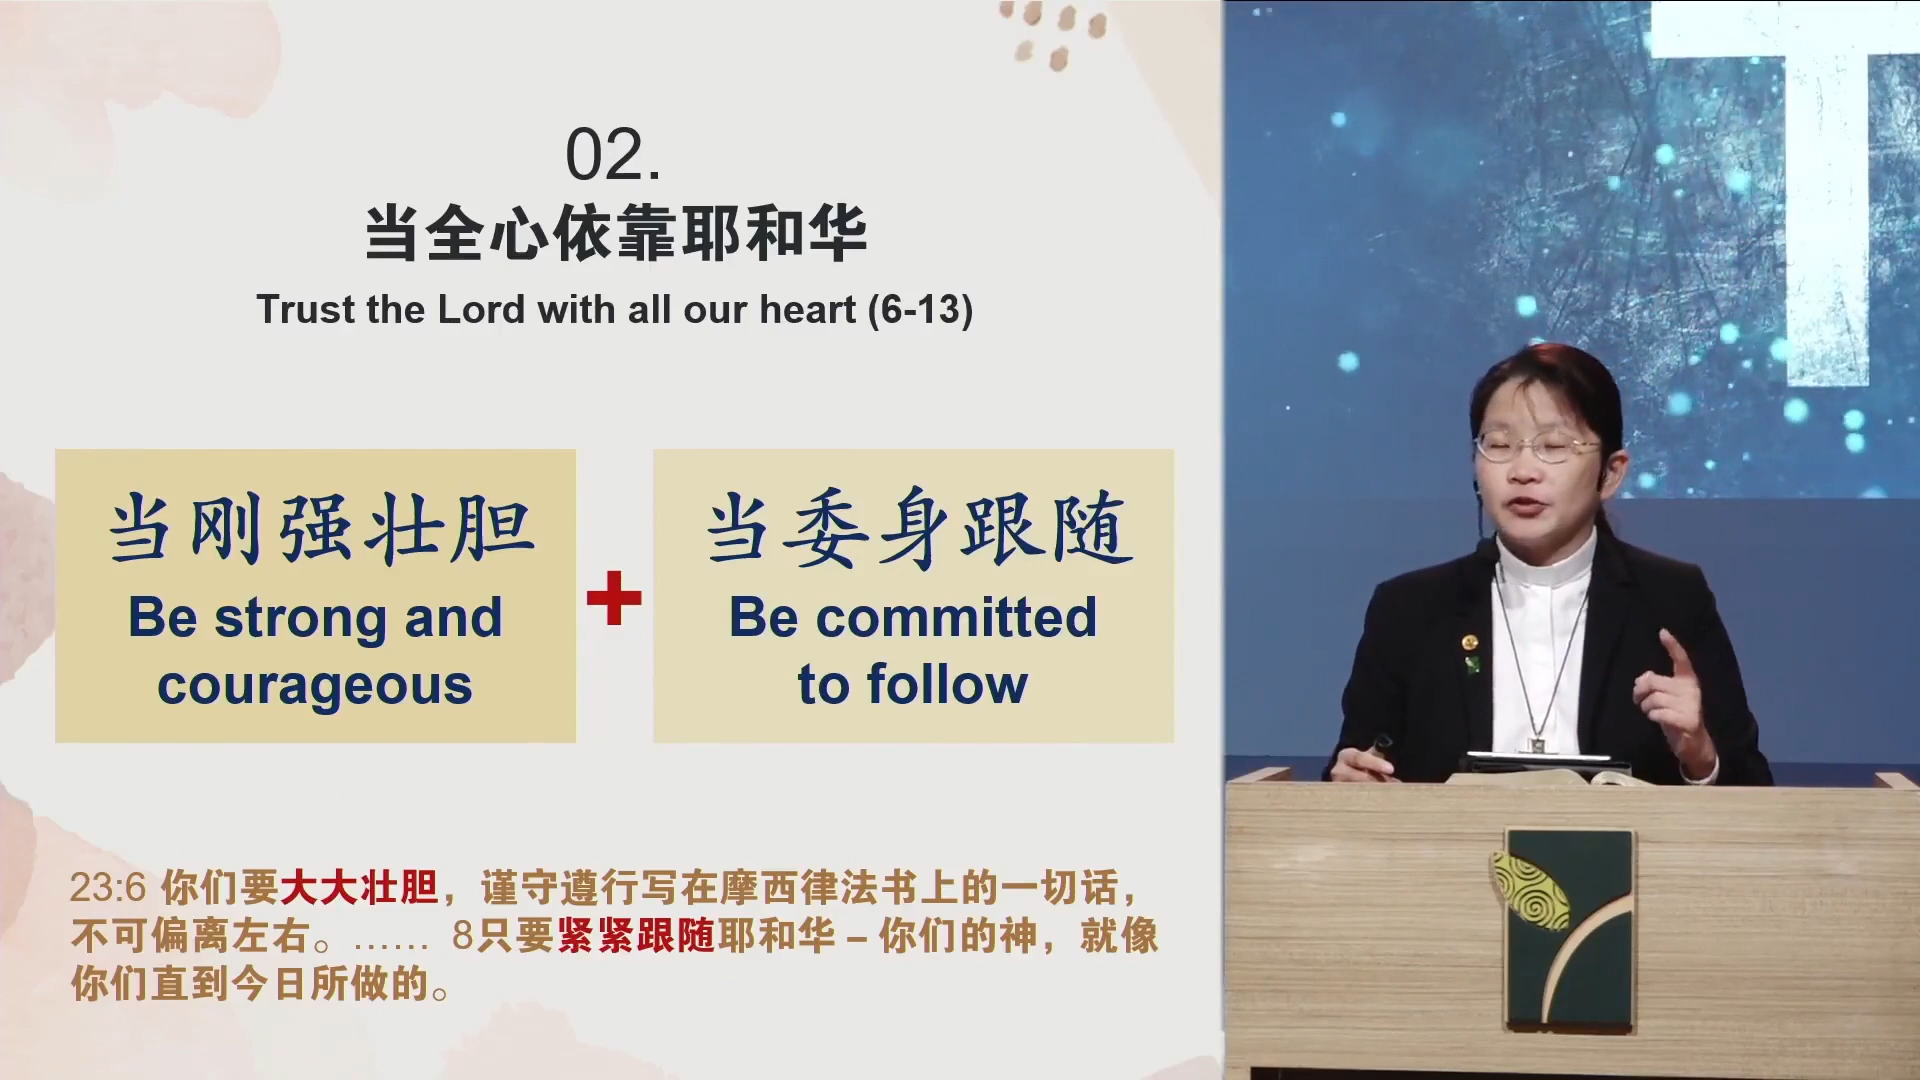 02.
当全心依靠耶和华
Trust the Lord with all our heart (6-13)
当刚强壮胆
Be strong and
courageous
+
当委身跟随
Be committed
to follow
23:6 你们要大大壮胆，谨守遵行写在摩西律法书上的一切话，
不可偏离左右。…… 8只要紧紧跟随耶和华 – 你们的神，就像
你们直到今日所做的。
T